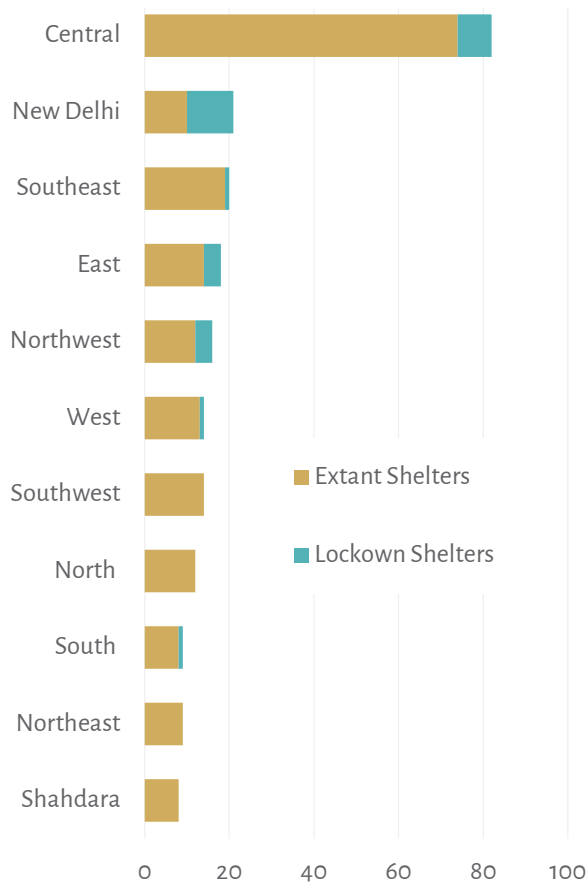 Central
New Delhi
Southeast
East
Northwest
West
Southwest
North
South
Northeast
Shahdara
Extant Shelters
Lockown Shelters
0 20 40 60 80 100